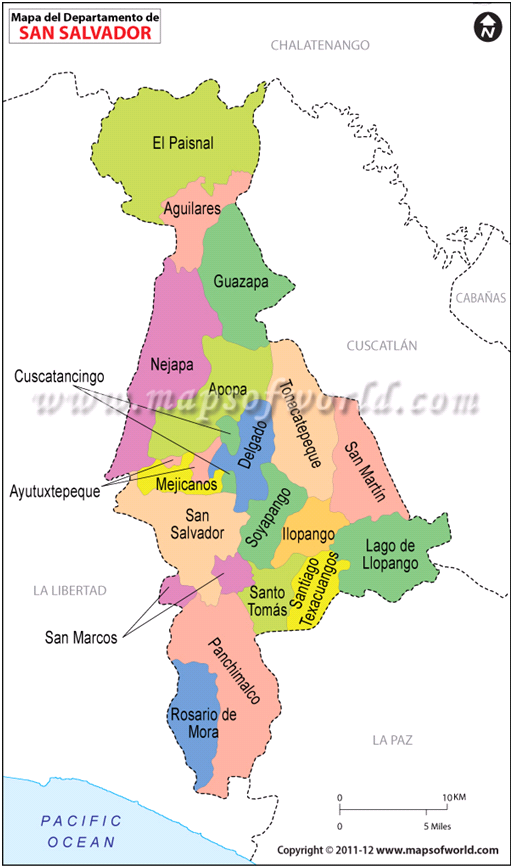 Mapa del Departamento de
SAN SALVADOR
N
CHALATENANGO
El Paisnal
Aguilares
Guazapa
CABAÑAS
CUSCATLÁN
Nejapa
Cuscatancingo
Apopa
Tonacatepeque
www.mapsofworld.com
Delgado
San Martín
Ayutuxtepeque
Mejicanos
Soyapango
San
Salvador
Ilopango
Lago de
Llopango
LA LIBERTAD
Santo
Tomás
Santiago
Texacuangos
San Marcos
Panchimalco
Rosario de
Mora
LA PAZ
PACIFIC
OCEAN
0 10 KM
0 5 Miles
Copyright © 2011-12 www.mapsofworld.com